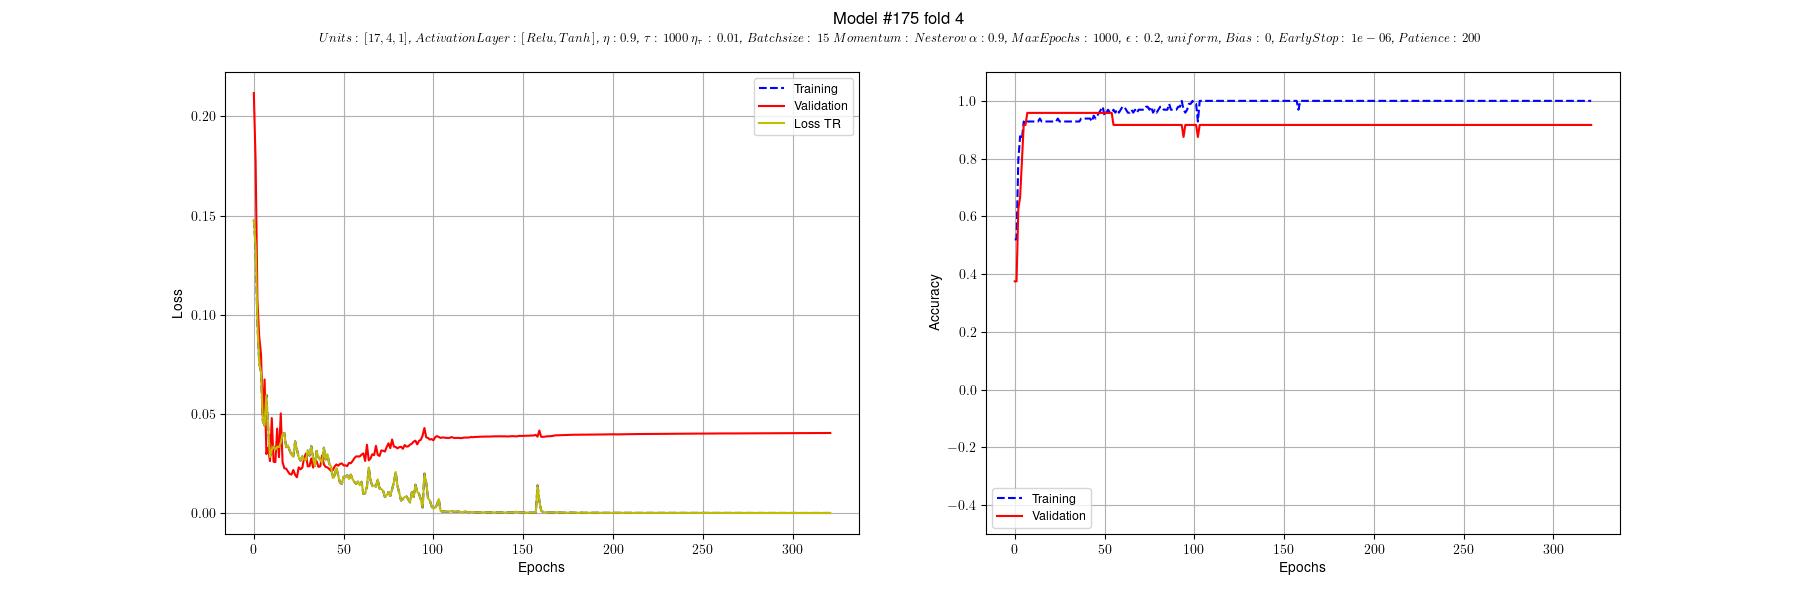 Model #175 fold 4
Units : [17, 4, 1], ActivationLayer : [Relu, Tanh], η : 0.9, τ : 1000 ητ : 0.01, Batchsize : 15 Momentum : Nesterov α : 0.9, MaxEpochs : 1000, ϵ : 0.2, uniform, Bias : 0, EarlyStop : 1e − 06, Patience : 200
Loss
0.20
0.15
0.10
0.05
0.00
Training
Validation
Loss TR
0 50 100 150 200 250 300
Epochs
Accuracy
1.0
0.8
0.6
0.4
0.2
0.0
−0.2
−0.4
Training
Validation
0 50 100 150 200 250 300
Epochs